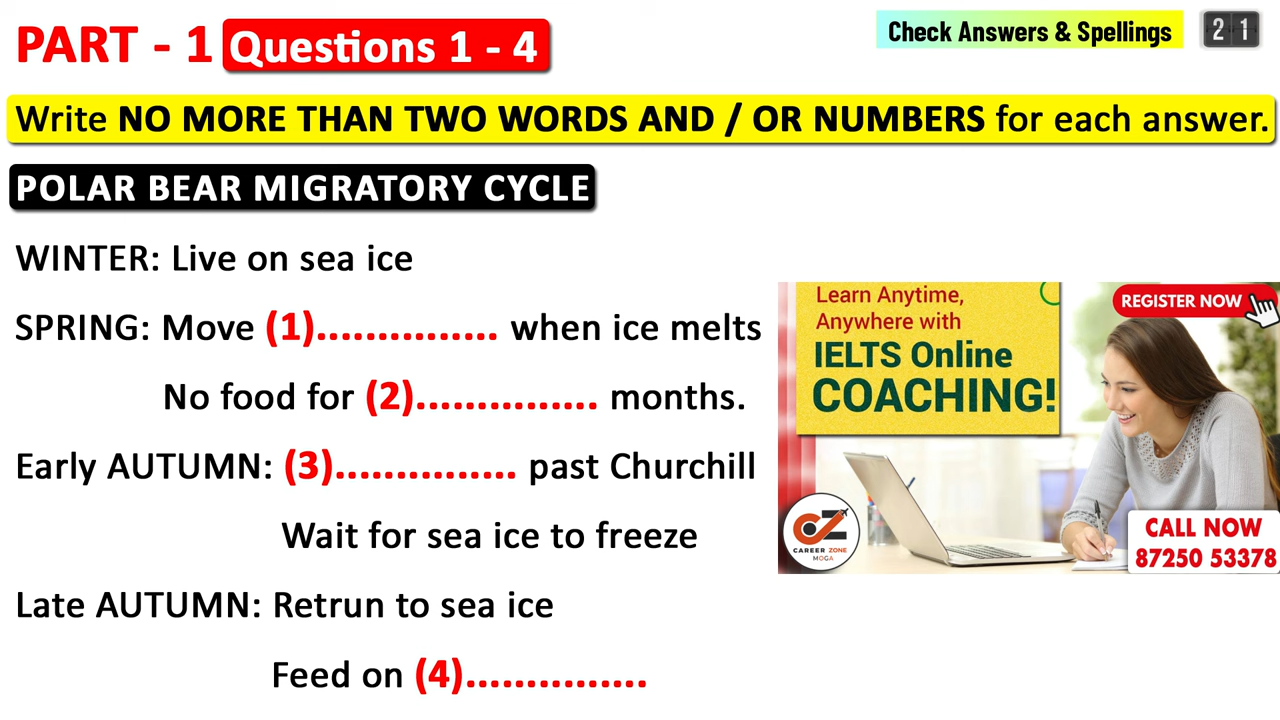 PART - 1 Questions 1 - 4
Check Answers & Spellings 21
Write NO MORE THAN TWO WORDS AND / OR NUMBERS for each answer.
POLAR BEAR MIGRATORY CYCLE
WINTER: Live on sea ice
SPRING: Move (1)............... when ice melts
No food for (2)............... months.
Early AUTUMN: (3)............... past Churchill
Wait for sea ice to freeze
Late AUTUMN: Retrun to sea ice
Feed on (4)...............
Learn Anytime,
Anywhere with
IELTS Online
COACHING!
REGISTER NOW
CAREER ZONE
MOGA
CALL NOW
87250 53378